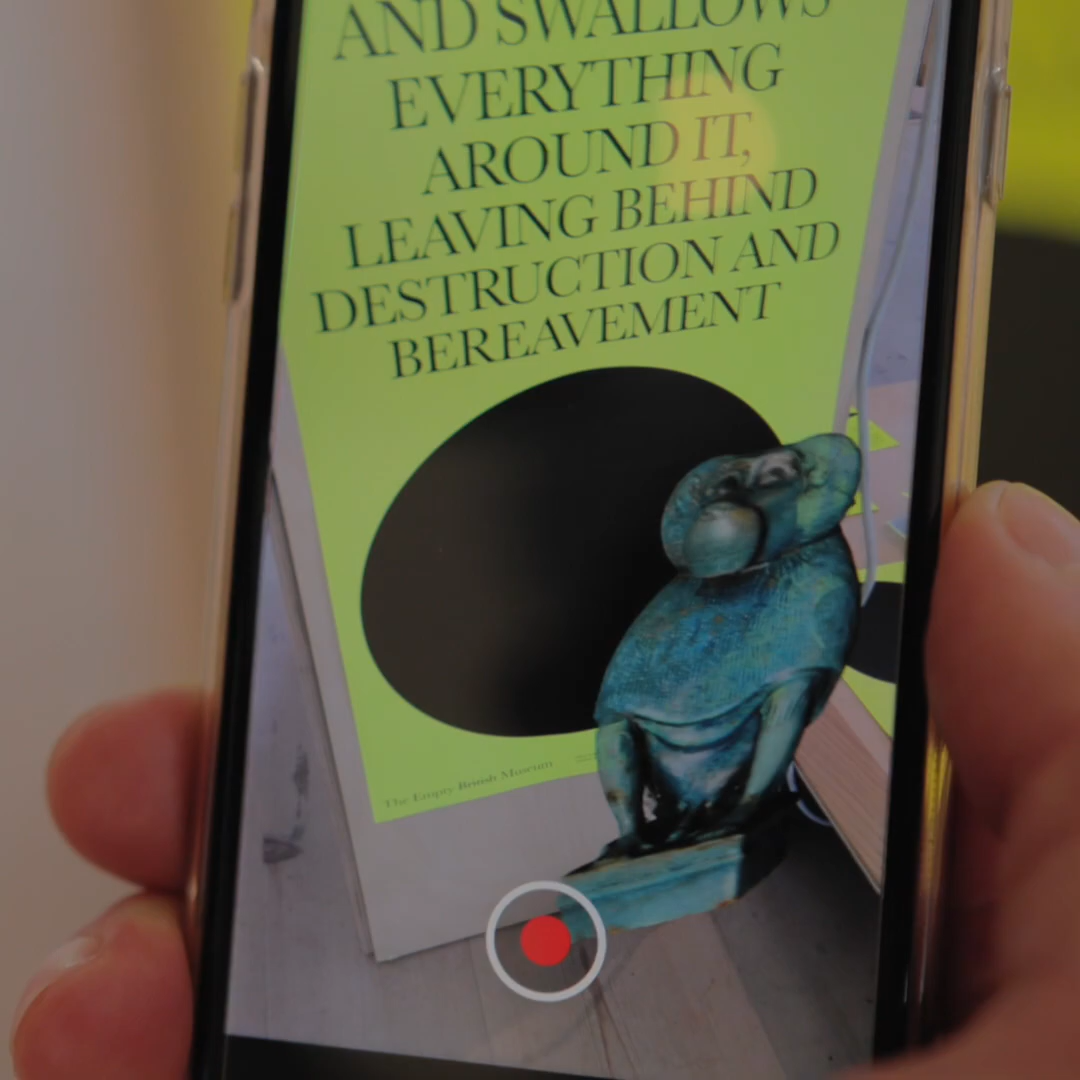 AND SWALLOWS
EVERYTHING
AROUND IT,
LEAVING BEHIND
DESTRUCTION AND
BEREAVEMENT
The Empty British Museum